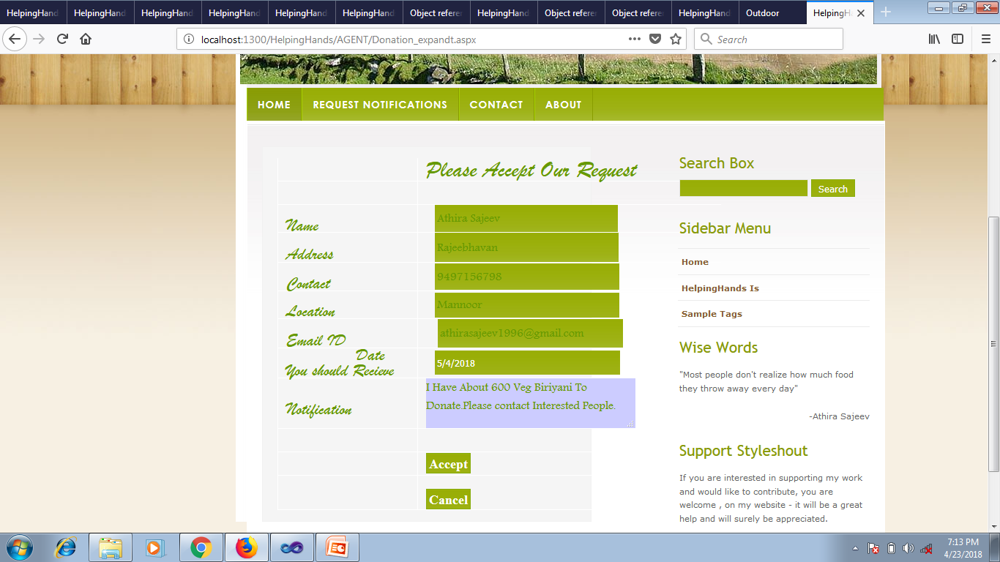 HelpingHand HelpingHand HelpingHand HelpingHand HelpingHand HelpingHand Object referen HelpingHand Object referen Object referen HelpingHand Outdoor HelpingHa
localhost:1300/HelpingHands/AGENT/Donation_expandt.aspx
Search
HOME REQUEST NOTIFICATIONS CONTACT ABOUT
Please Accept Our Request
Name Athira Sajeev
Address Rajeebhavan
Contact 9497156798
Location Mannoor
Email ID athirasajeev1996@gmail.com
Date
You should Recieve 5/4/2018
Notification
I Have About 600 Veg Biriyani To
Donate.Please contact Interested People.
Accept
Cancel
Search Box
Search
Sidebar Menu
Home
HelpingHands Is
Sample Tags
Wise Words
"Most people don't realize how much food
they throw away every day"
-Athira Sajeev
Support Styleshout
If you are interested in supporting my work
and would like to contribute, you are
welcome , on my website - it will be a great
help and will surely be appreciated.
7:13 PM
4/23/2018